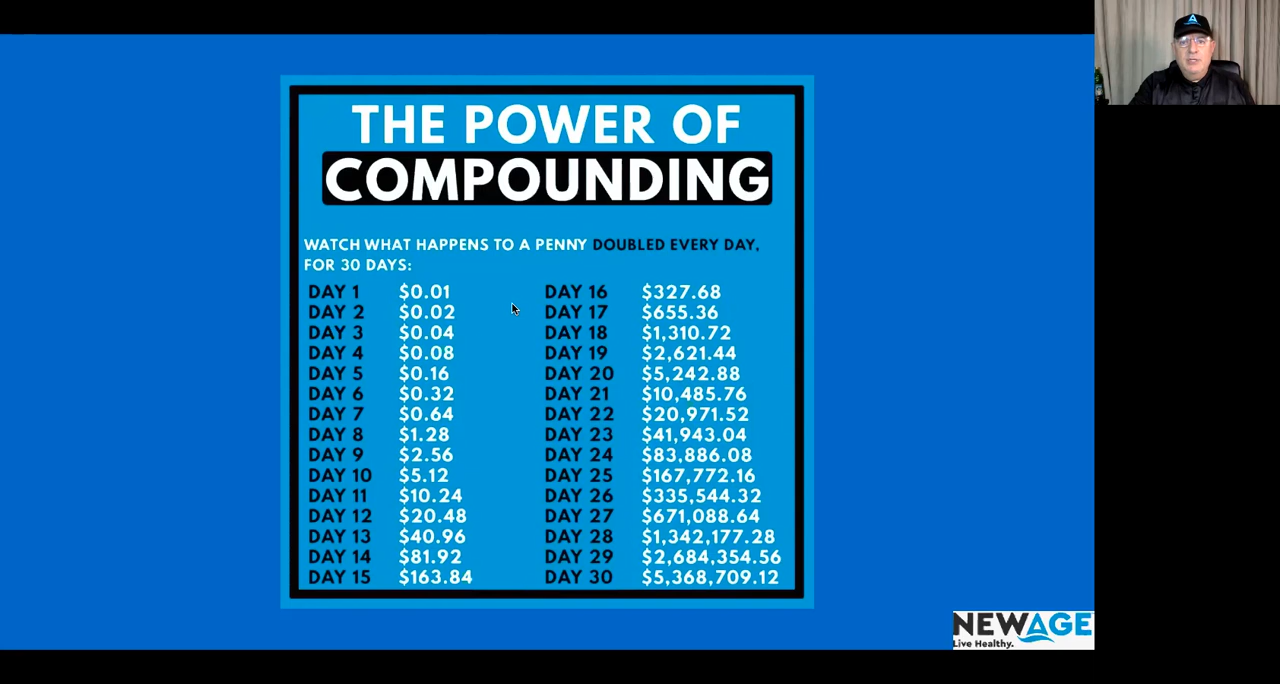 THE POWER OF
COMPOUNDING
WATCH WHAT HAPPENS TO A PENNY DOUBLED EVERY DAY,
FOR 30 DAYS:
DAY 1 $0.01
DAY 2 $0.02
DAY 3 $0.04
DAY 4 $0.08
DAY 5 $0.16
DAY 6 $0.32
DAY 7 $0.64
DAY 8 $1.28
DAY 9 $2.56
DAY 10 $5.12
DAY 11 $10.24
DAY 12 $20.48
DAY 13 $40.96
DAY 14 $81.92
DAY 15 $163.84
DAY 16 $327.68
DAY 17 $655.36
DAY 18 $1,310.72
DAY 19 $2,621.44
DAY 20 $5,242.88
DAY 21 $10,485.76
DAY 22 $20,971.52
DAY 23 $41,943.04
DAY 24 $83,886.08
DAY 25 $167,772.16
DAY 26 $335,544.32
DAY 27 $671,088.64
DAY 28 $1,342,177.28
DAY 29 $2,684,354.56
DAY 30 $5,368,709.12
NEWAGE
Live Healthy.